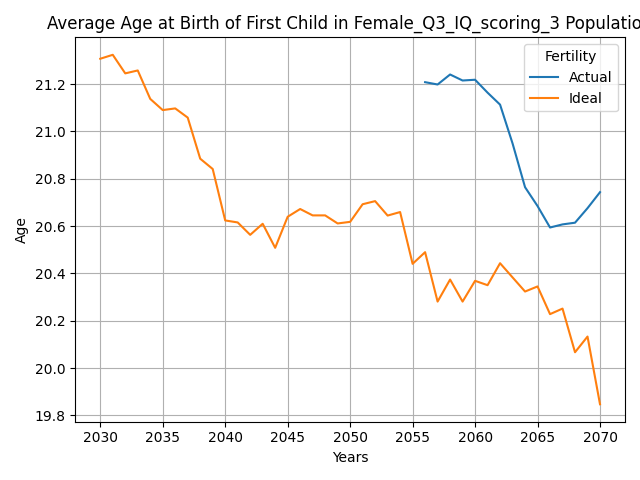 Average Age at Birth of First Child in Female_Q3_IQ_scoring_3 Populatio
Fertility
Actual
Ideal
Age
21.2
21.0
20.8
20.6
20.4
20.2
20.0
19.8
2030 2035 2040 2045 2050 2055 2060 2065 2070
Years